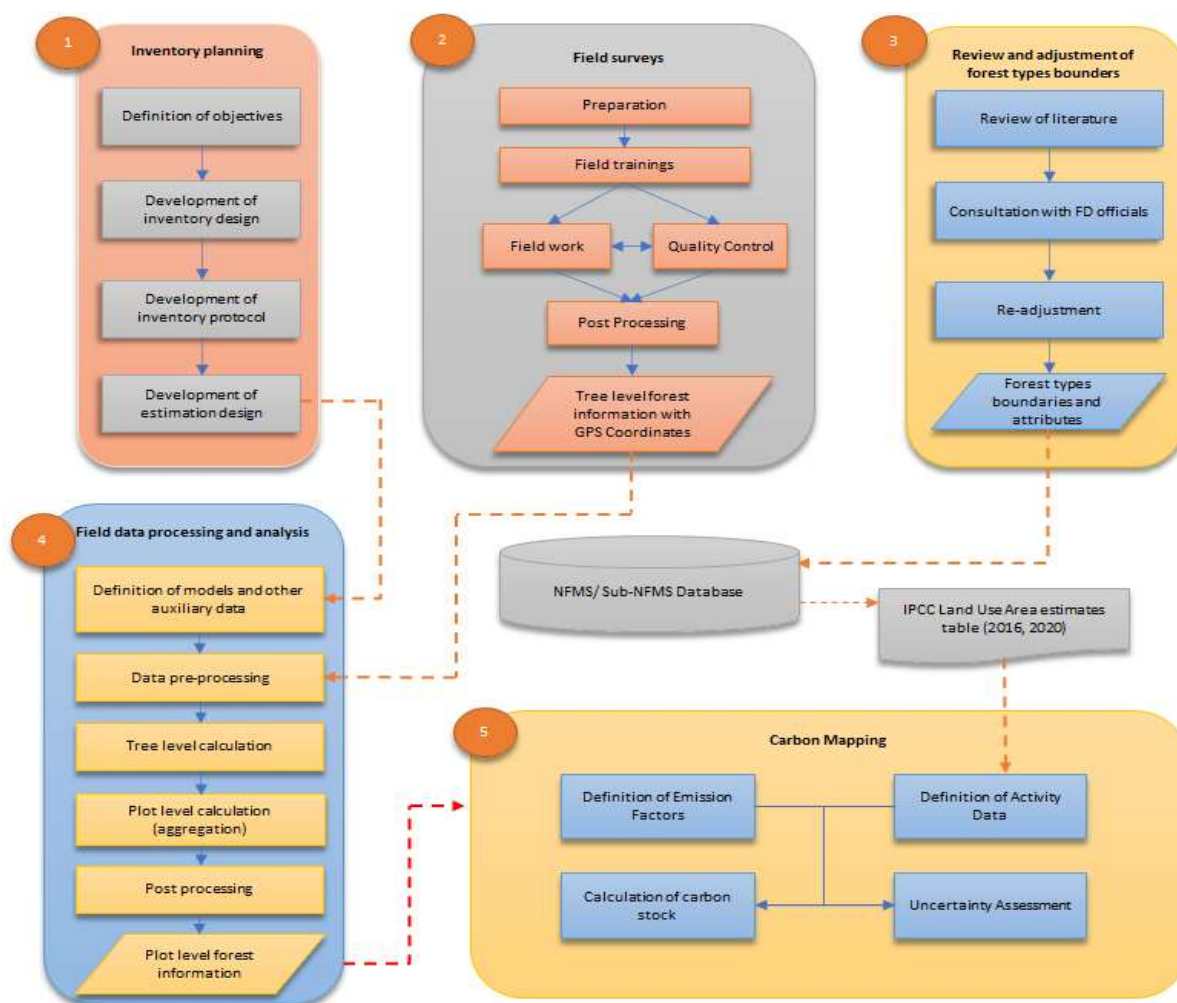 1
Inventory planning
Definition of objectives
Development of
inventory design
Development of
inventory protocol
Development of
estimation design
2
Field surveys
Preparation
Field trainings
Field work
Quality Control
Post Processing
Tree level forest
information with
GPS Coordinates
3
Review and adjustment of
forest types bounders
Review of literature
Consultation with FD officials
Re-adjustment
Forest types
boundaries and
attributes
4
Field data processing and analysis
Definition of models and other
auxiliary data
Data pre-processing
Tree level calculation
Plot level calculation
(aggregation)
Post processing
Plot level forest
information
NFMS/ Sub-NFMS Database
IPCC Land Use Area estimates
table (2016, 2020)
5
Carbon Mapping
Definition of Emission
Factors
Definition of Activity
Data
Calculation of carbon
stock
Uncertainty Assessment